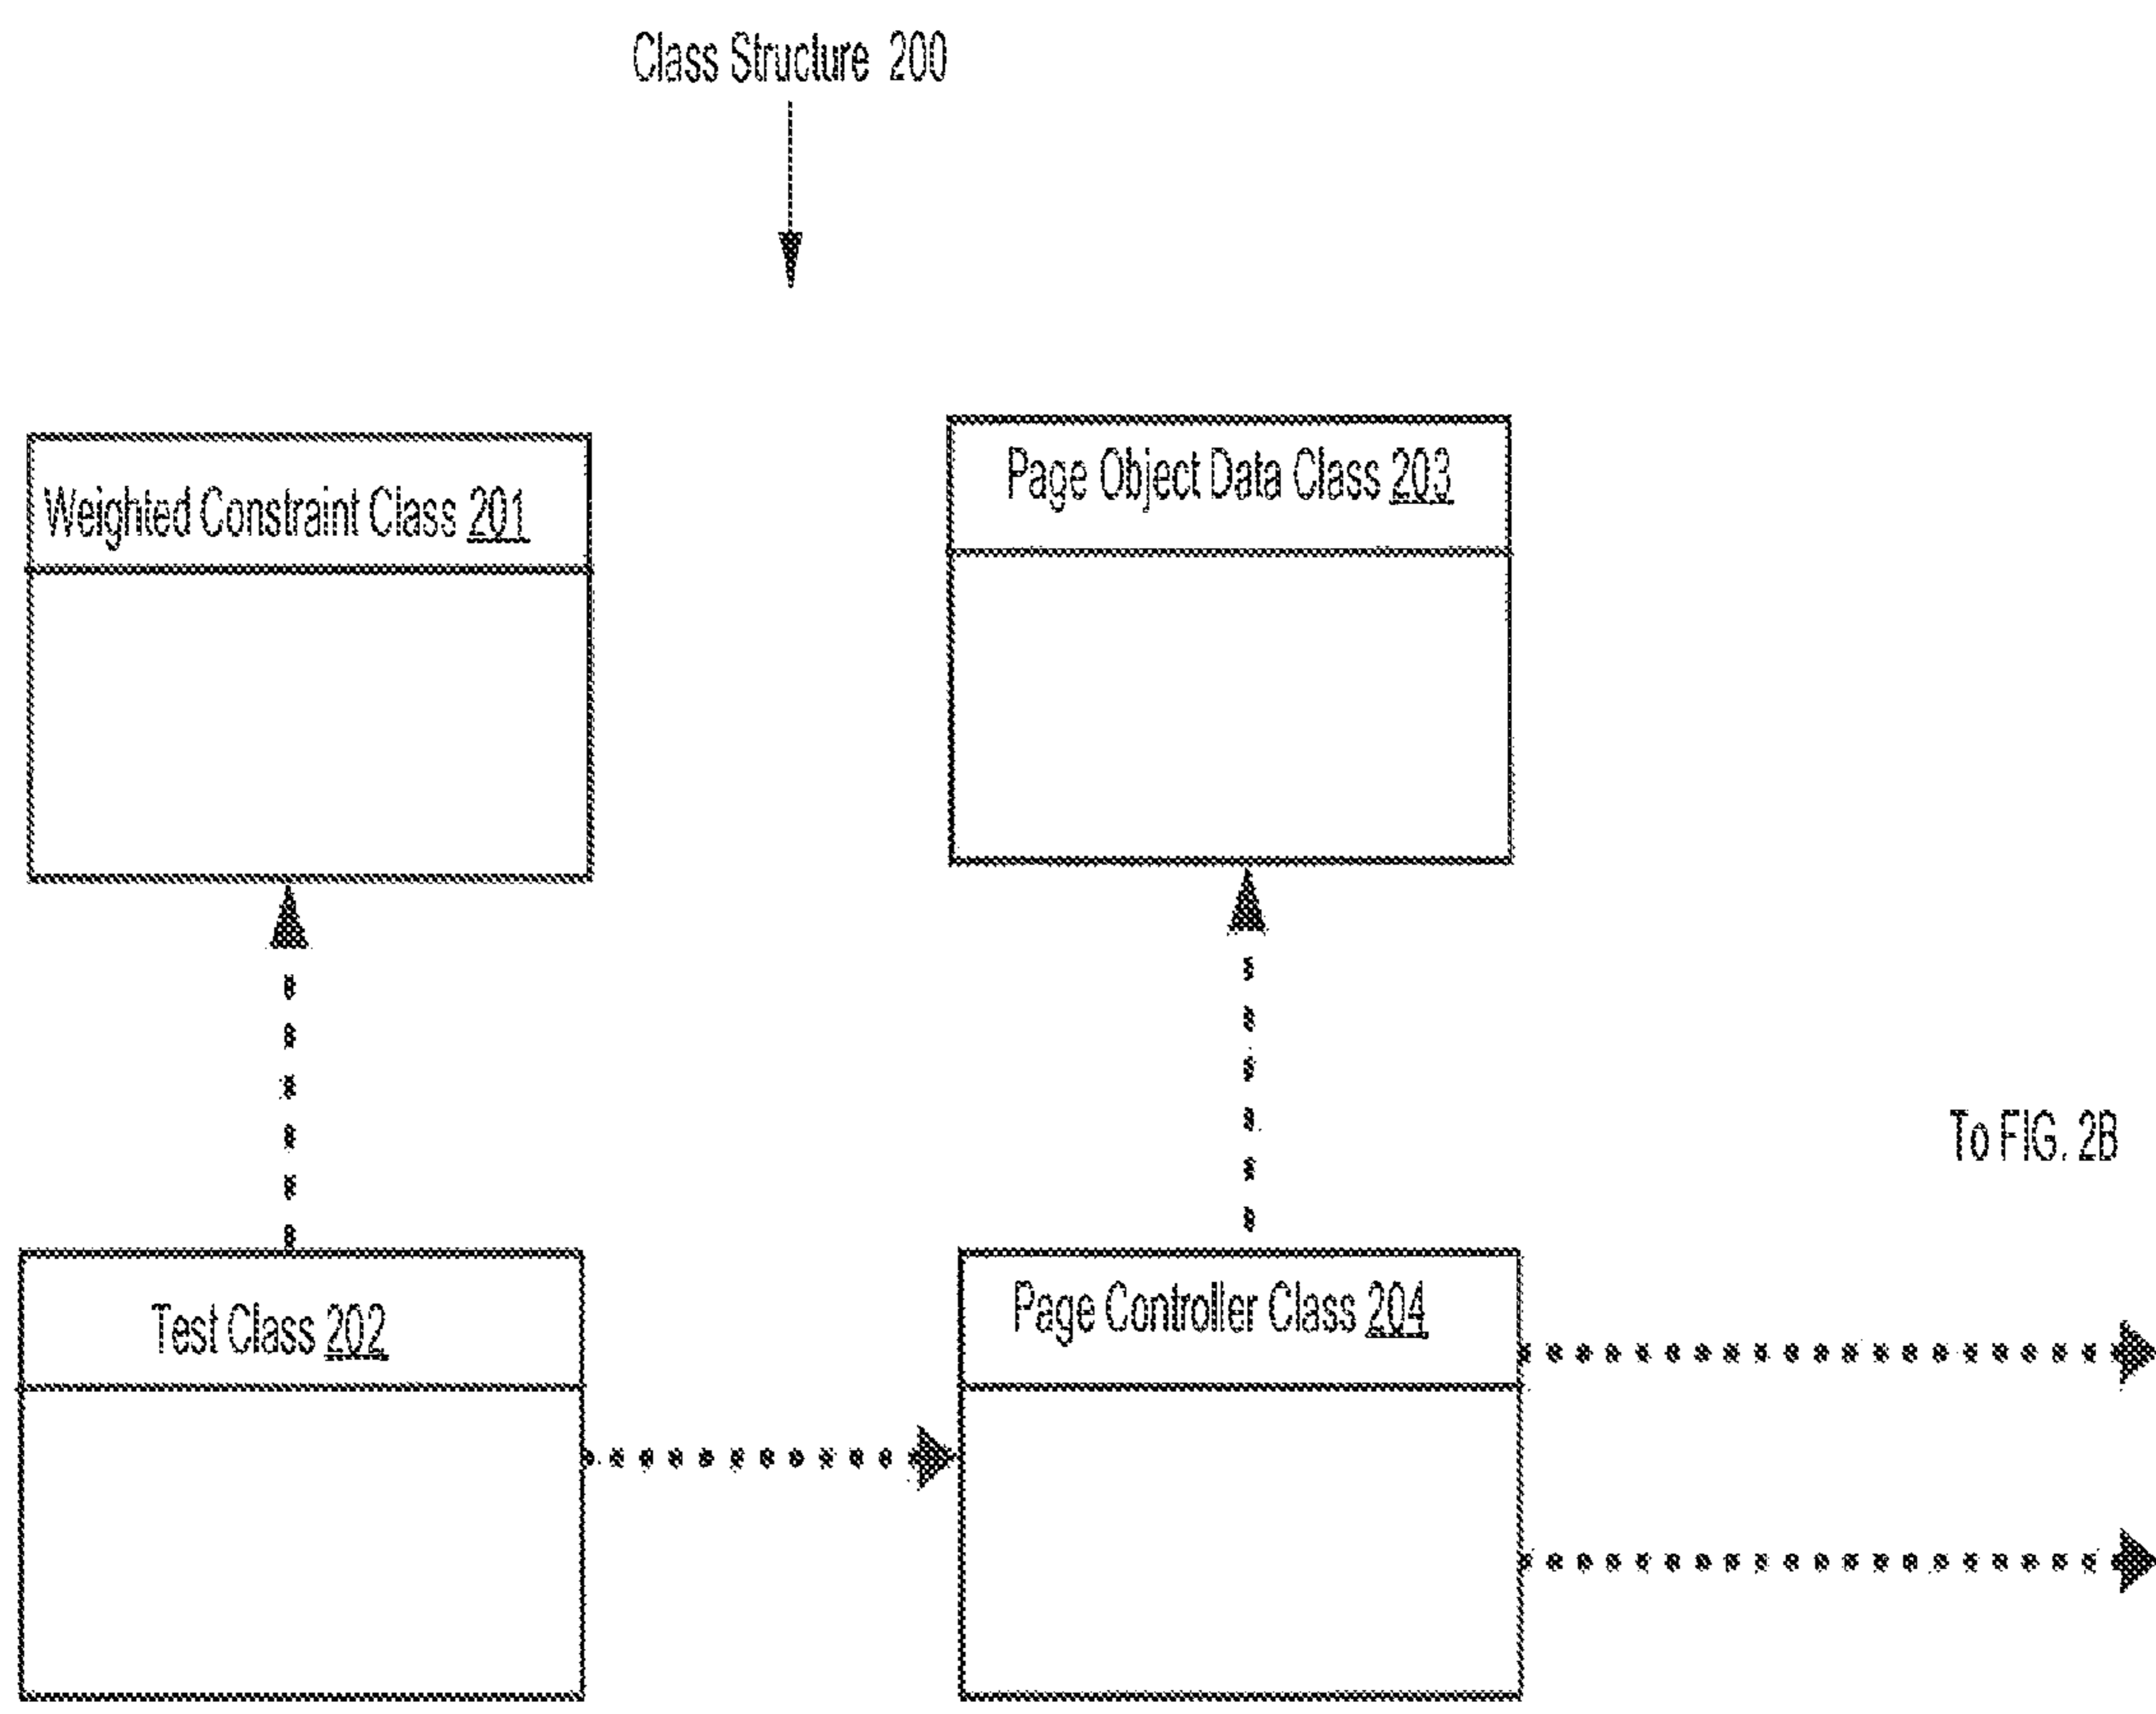 Class Structure 200
Weighted Constraint Class 201
Page Object Data Class 203
To FIG. 2B
Test Class 202
Page Controller Class 204